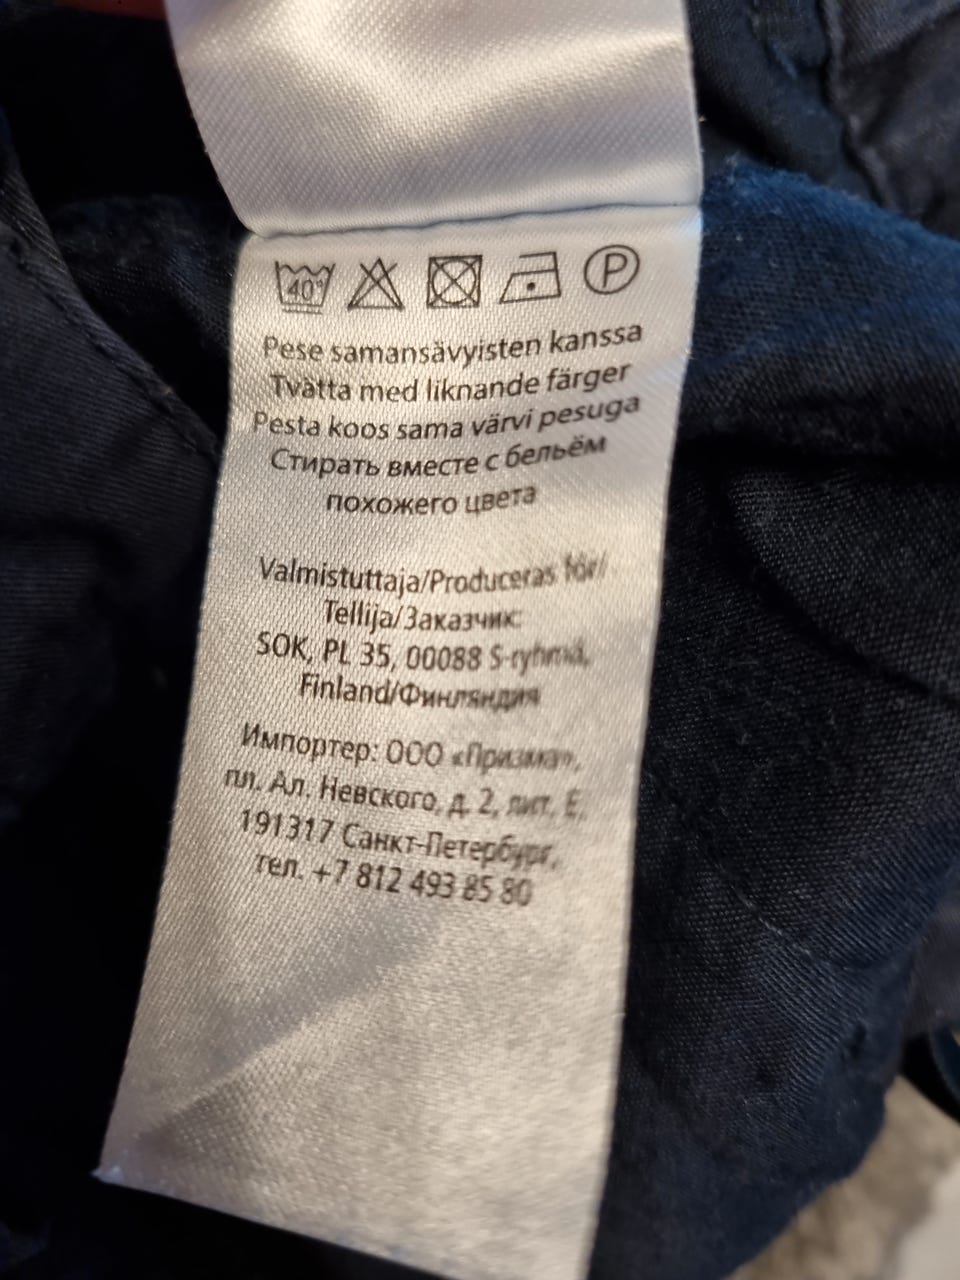 40°
P
Pese samansävyisten kanssa
Tvätta med liknande färger
Pesta koos sama värvi pesuga
Стирать вместе с бельём
похожего цвета
Valmistuttaja/Produceras för/
Tellija/Заказчик:
SOK, PL 35, 00088 S-ryhmä,
Finland/Финляндия
Импортер: ООО «Призма»,
пл. Ал. Невского, д. 2, лит. Е,
191317 Санкт-Петербург,
тел. +7 812 493 85 80